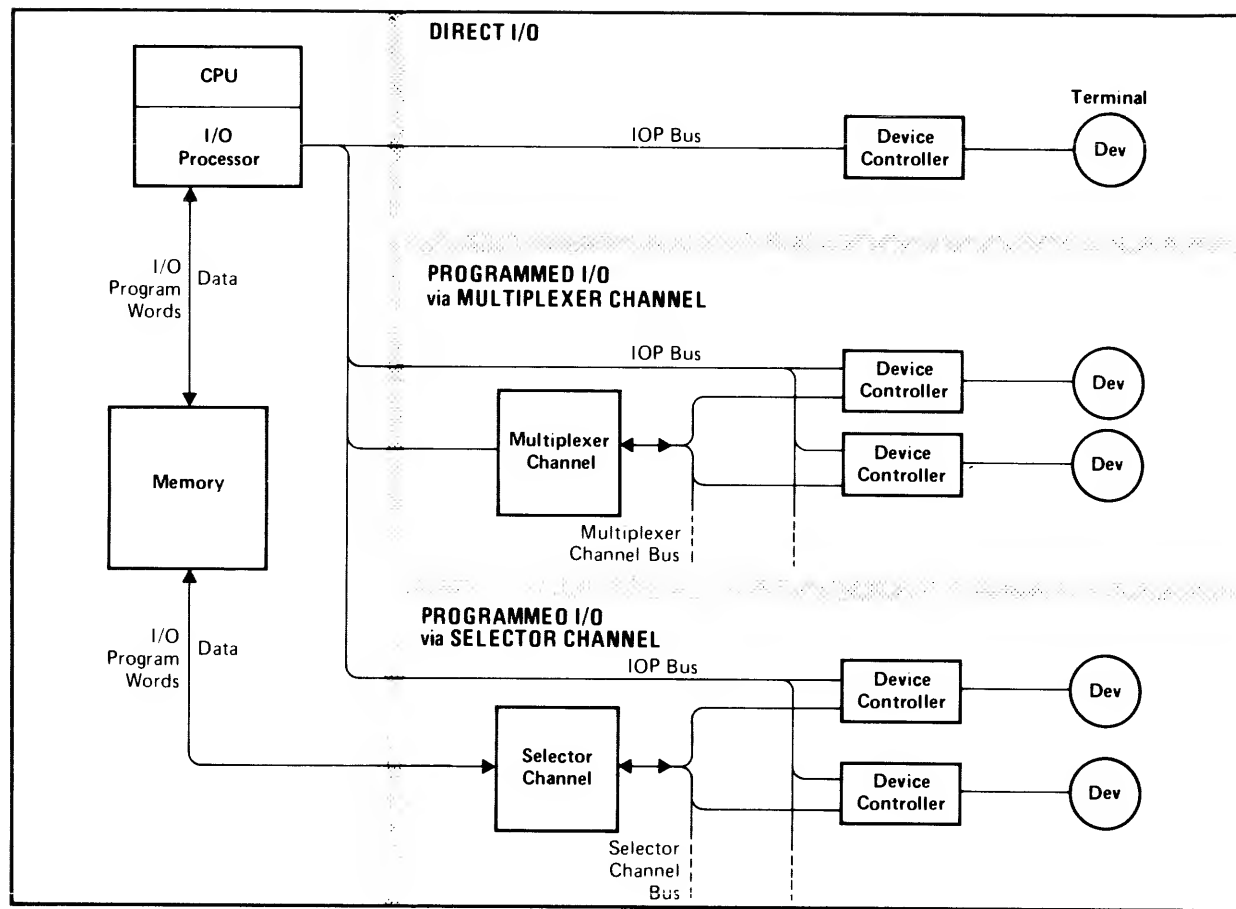 DIRECT I/O
CPU
I/O
Processor
IOP Bus
Device
Controller
Terminal
Dev
I/O
Program
Words
Data
PROGRAMMED I/O
via MULTIPLEXER CHANNEL
IOP Bus
Device
Controller
Dev
Multiplexer
Channel
Device
Controller
Dev
Memory
Multiplexer
Channel Bus
PROGRAMMEO I/O
via SELECTOR CHANNEL
I/O
Program
Words
Data
IOP Bus
Device
Controller
Dev
Selector
Channel
Device
Controller
Dev
Selector
Channel
Bus